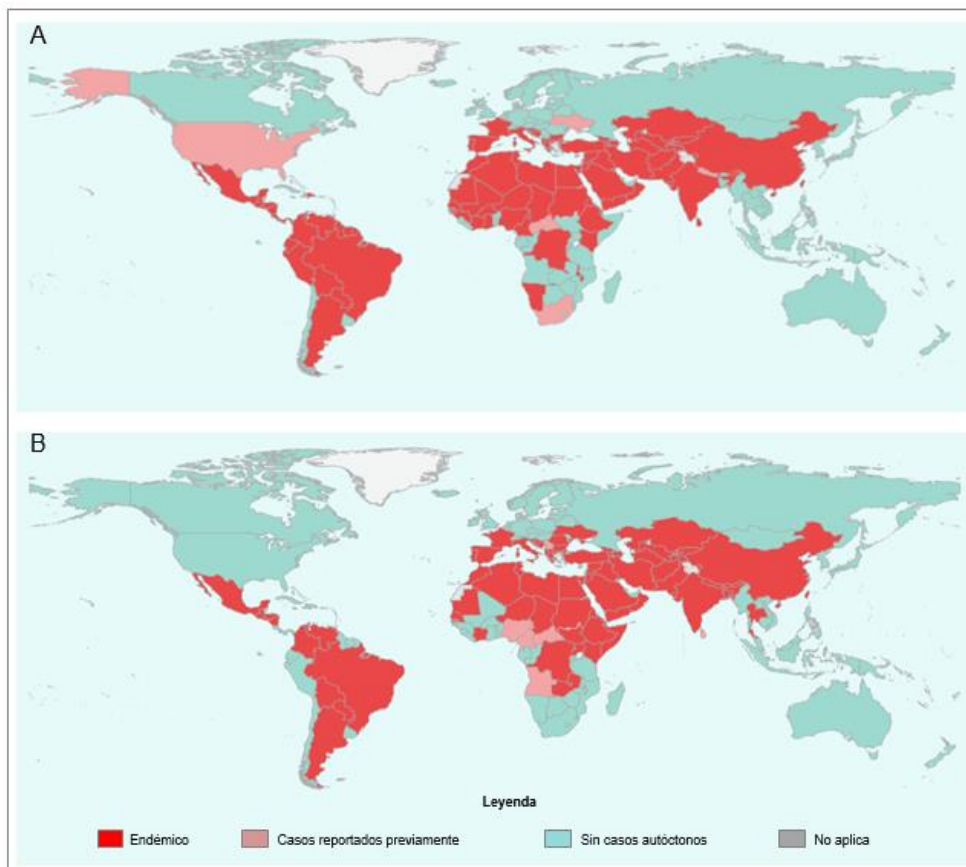 A
B
Leyenda
Endémico
Casos reportados previamente
Sin casos autóctonos
No aplica